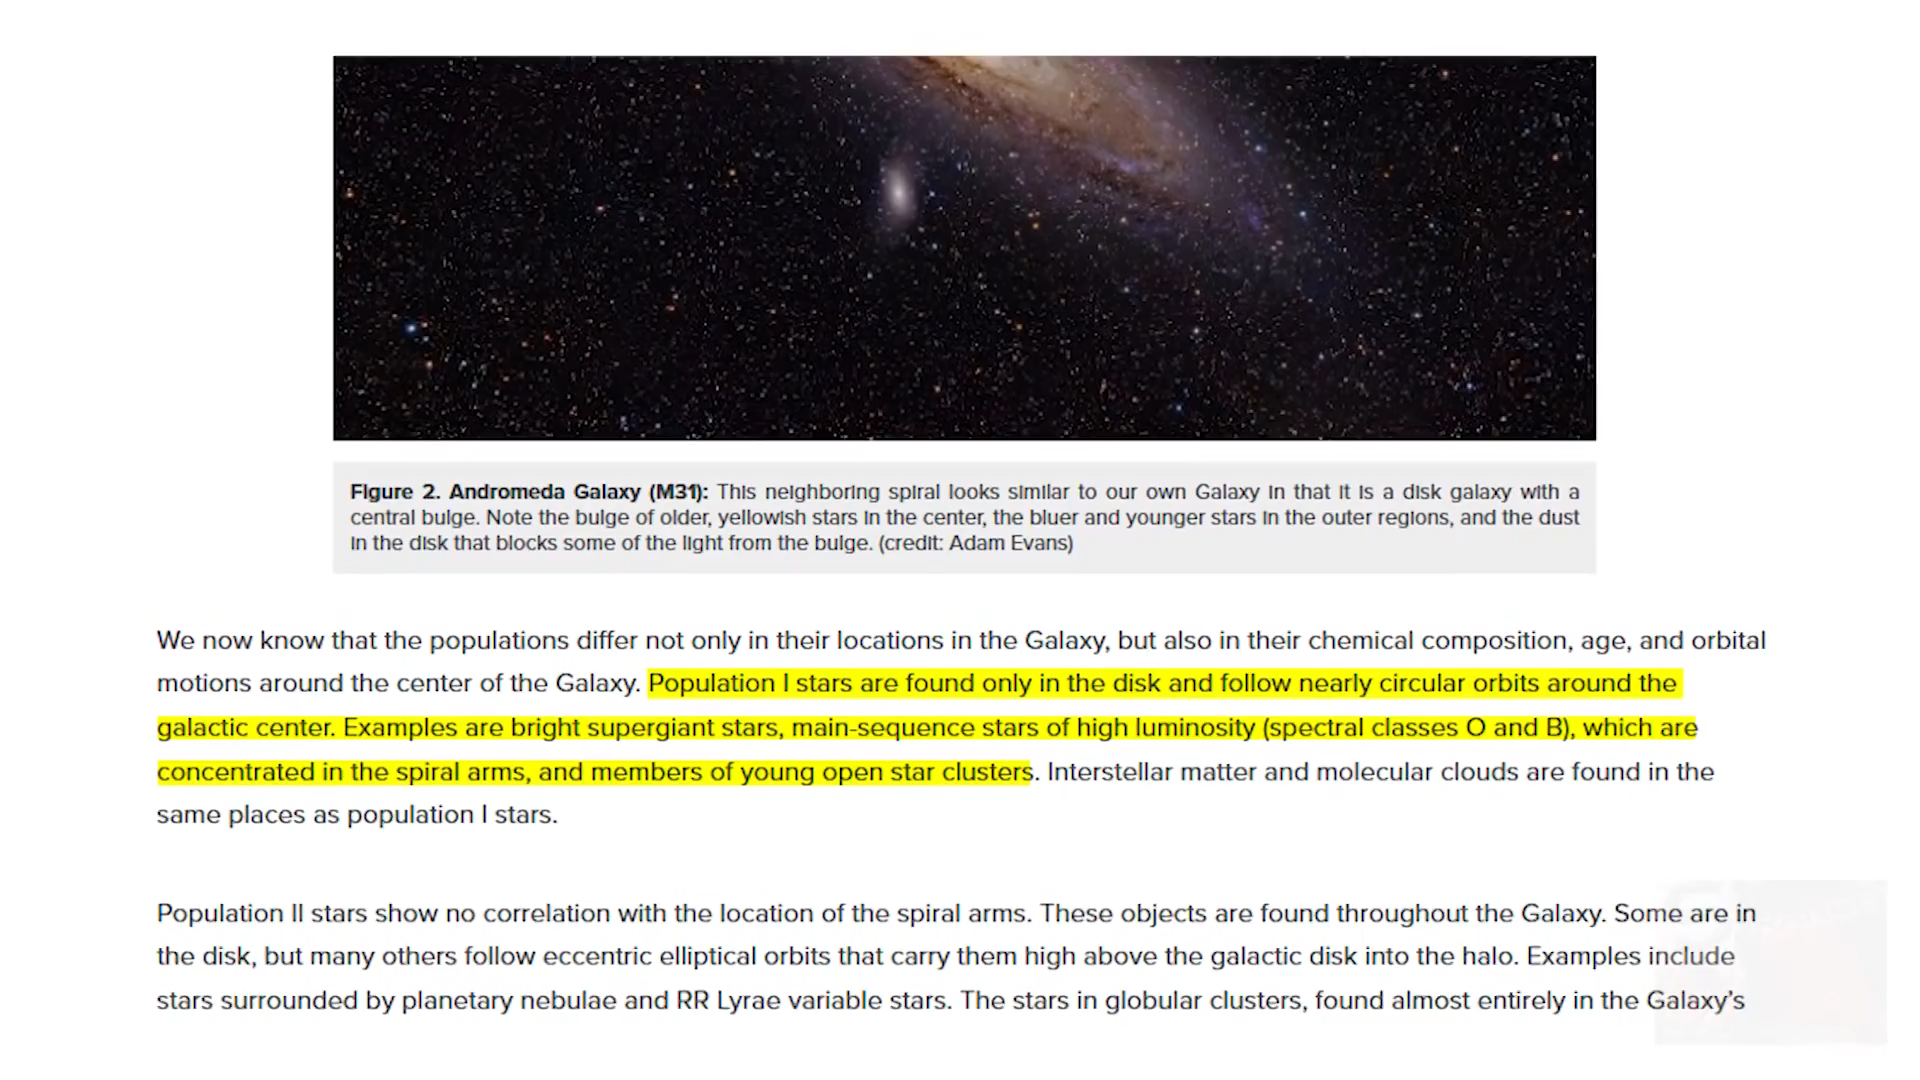 Figure 2. Andromeda Galaxy (M31): This neighboring spiral looks similar to our own Galaxy in that it is a disk galaxy with a
central bulge. Note the bulge of older, yellowish stars in the center, the bluer and younger stars in the outer regions, and the dust
in the disk that blocks some of the light from the bulge. (credit: Adam Evans)
We now know that the populations differ not only in their locations in the Galaxy, but also in their chemical composition, age, and orbital
motions around the center of the Galaxy. Population I stars are found only in the disk and follow nearly circular orbits around the
galactic center. Examples are bright supergiant stars, main-sequence stars of high luminosity (spectral classes O and B), which are
concentrated in the spiral arms, and members of young open star clusters. Interstellar matter and molecular clouds are found in the
same places as population I stars.
Population II stars show no correlation with the location of the spiral arms. These objects are found throughout the Galaxy. Some are in
the disk, but many others follow eccentric elliptical orbits that carry them high above the galactic disk into the halo. Examples include
stars surrounded by planetary nebulae and RR Lyrae variable stars. The stars in globular clusters, found almost entirely in the Galaxy's